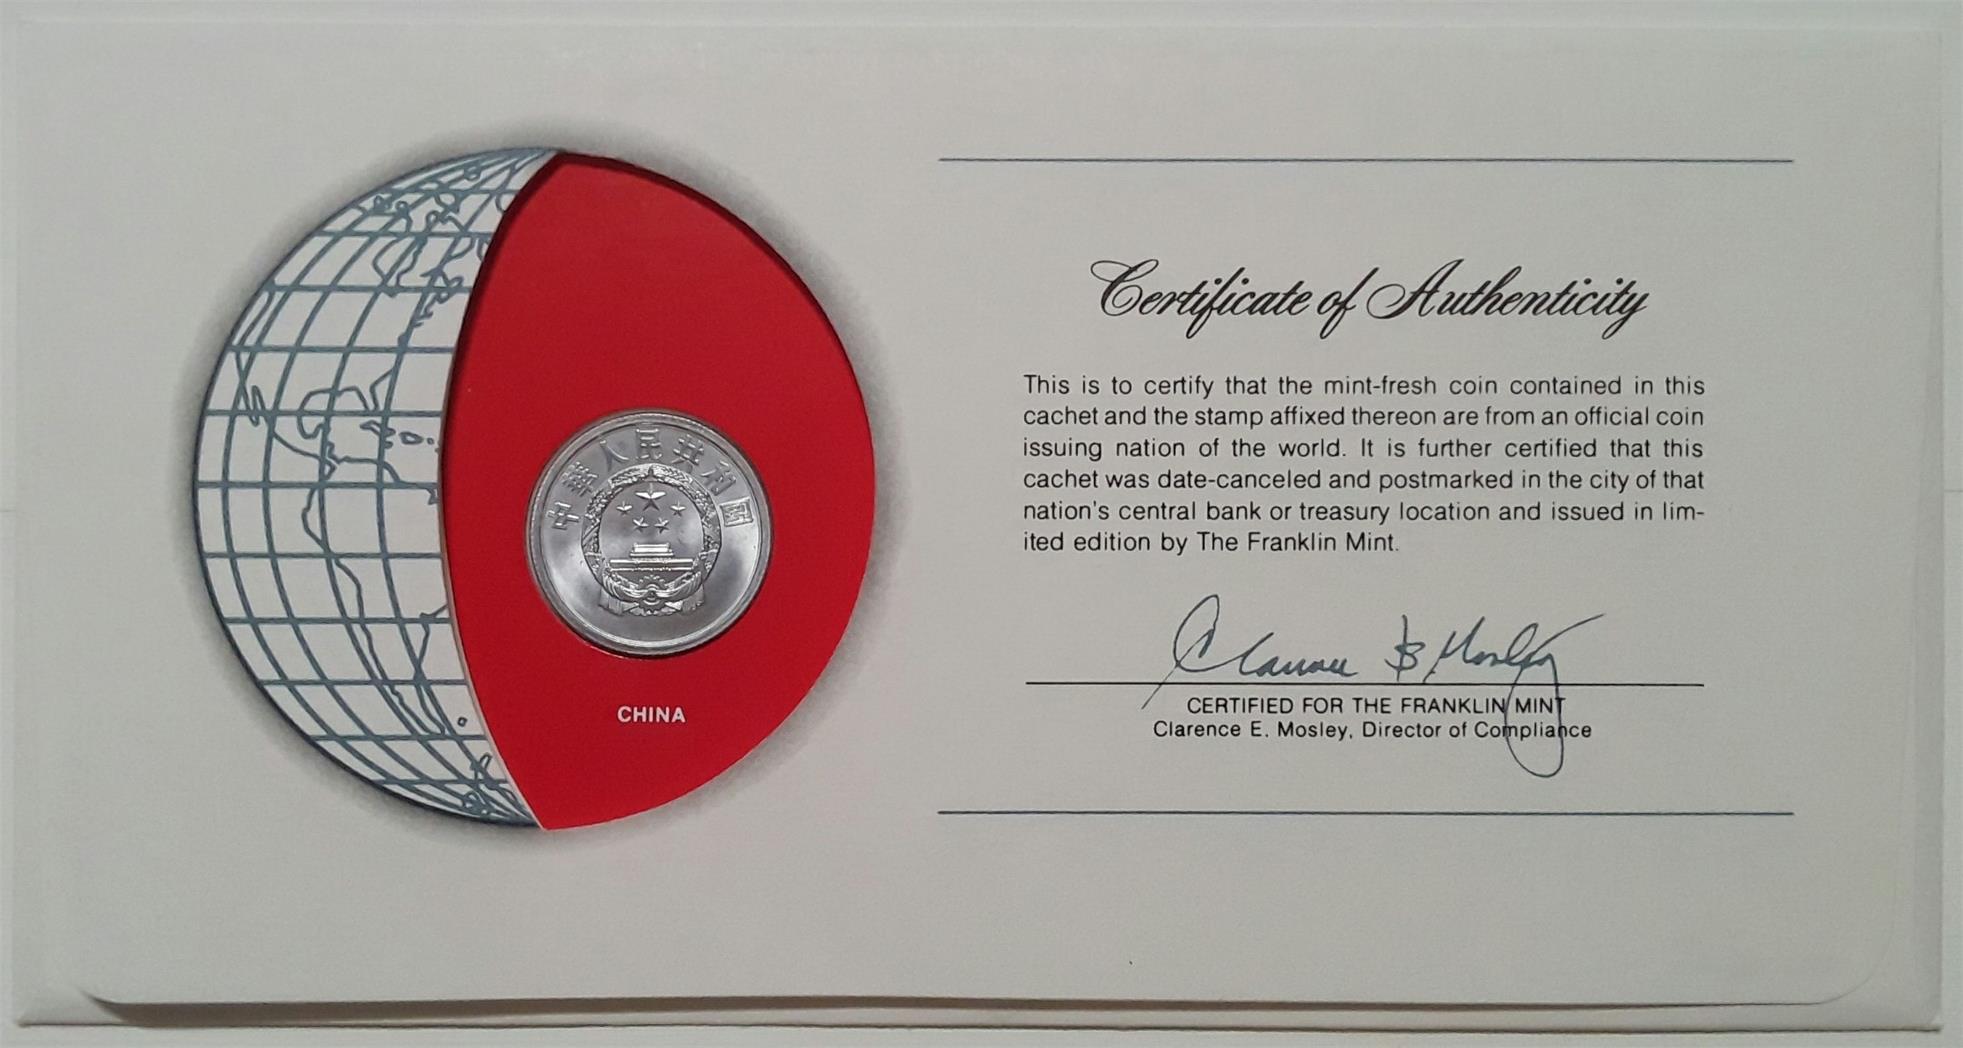 中華人民共和國
CHINA
Certificate of Authenticity
This is to certify that the mint-fresh coin contained in this
cachet and the stamp affixed thereon are from an official coin
issuing nation of the world. It is further certified that this
cachet was date-canceled and postmarked in the city of that
nation's central bank or treasury location and issued in lim-
ited edition by The Franklin Mint.
Clarence E Mosley
CERTIFIED FOR THE FRANKLIN MINT
Clarence E. Mosley, Director of Compliance